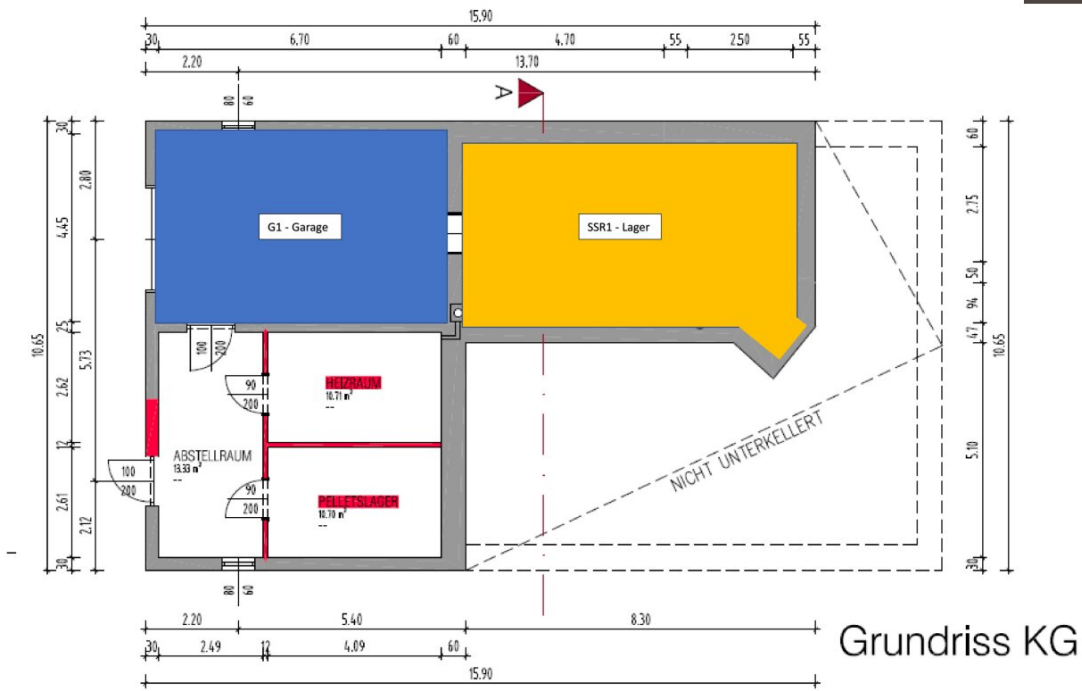 15.90
30 6.70 60 4.70 55 2.50 55
2.20 13.70
A
80 60
30 2.80 4.45 25 5.73 2.62 12 2.61 2.12 30
10.65
60 2.75 50 94 47 5.10 30
10.65
G1 - Garage
SSR1 - Lager
100 200
90
200
HEIZRAUM
10.71 m²
--
ABSTELLRAUM
13.33 m²
--
100
200
90
200
PELLETSLAGER
10.70 m²
--
NICHT UNTERKELLERT
80 60
2.20 5.40 8.30
30 2.49 12 4.09 60
15.90
Grundriss KG